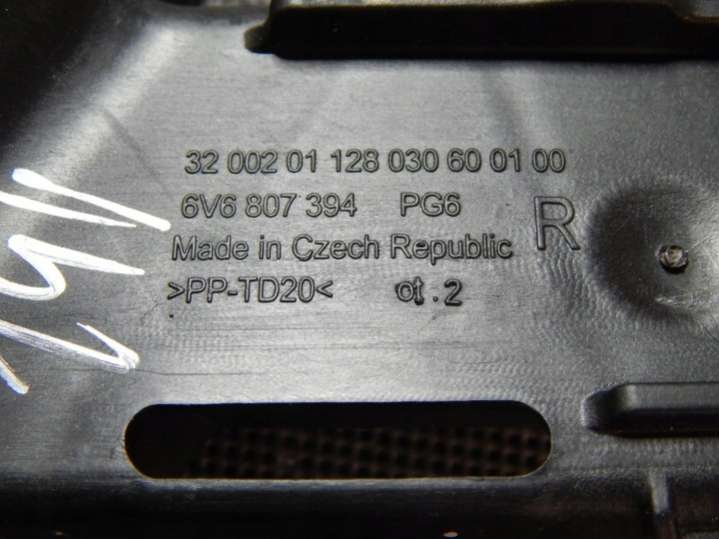 32 002 01 128 030 60 01 00
6V6 807 394 PG6
R
Made in Czech Republic
>PP-TD20< ot.2